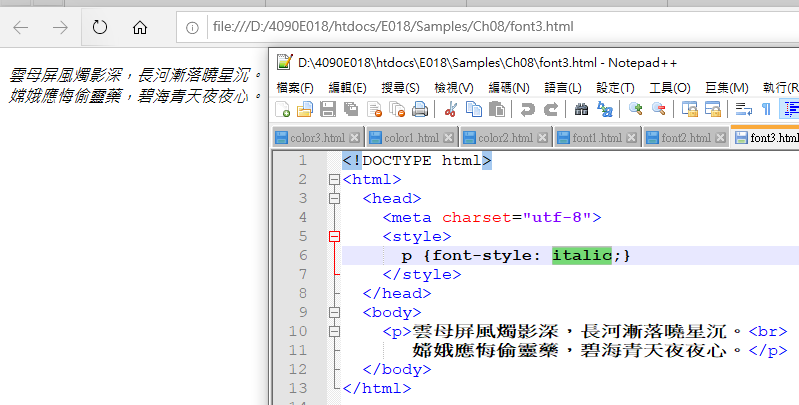 file:///D:/4090E018/htdocs/E018/Samples/Ch08/font3.html
雲母屏風燭影深，長河漸落曉星沉。
嫦娥應悔偷靈藥，碧海青天夜夜心。
D:\4090E018\htdocs\E018\Samples\Ch08\font3.html - Notepad++
檔案(F) 編輯(E) 搜尋(S) 檢視(V) 編碼(N) 語言(L) 設定(T) 工具(O) 巨集(M) 執行(R)
color3.html color1.html color2.html font1.html font2.html font3.html
1 <!DOCTYPE html>
2 <html>
3 <head>
4 <meta charset="utf-8">
5 <style>
6 p {font-style: italic;}
7 </style>
8 </head>
9 <body>
10 <p>雲母屏風燭影深，長河漸落曉星沉。<br>
11 嫦娥應悔偷靈藥，碧海青天夜夜心。</p>
12 </body>
13 </html>
14